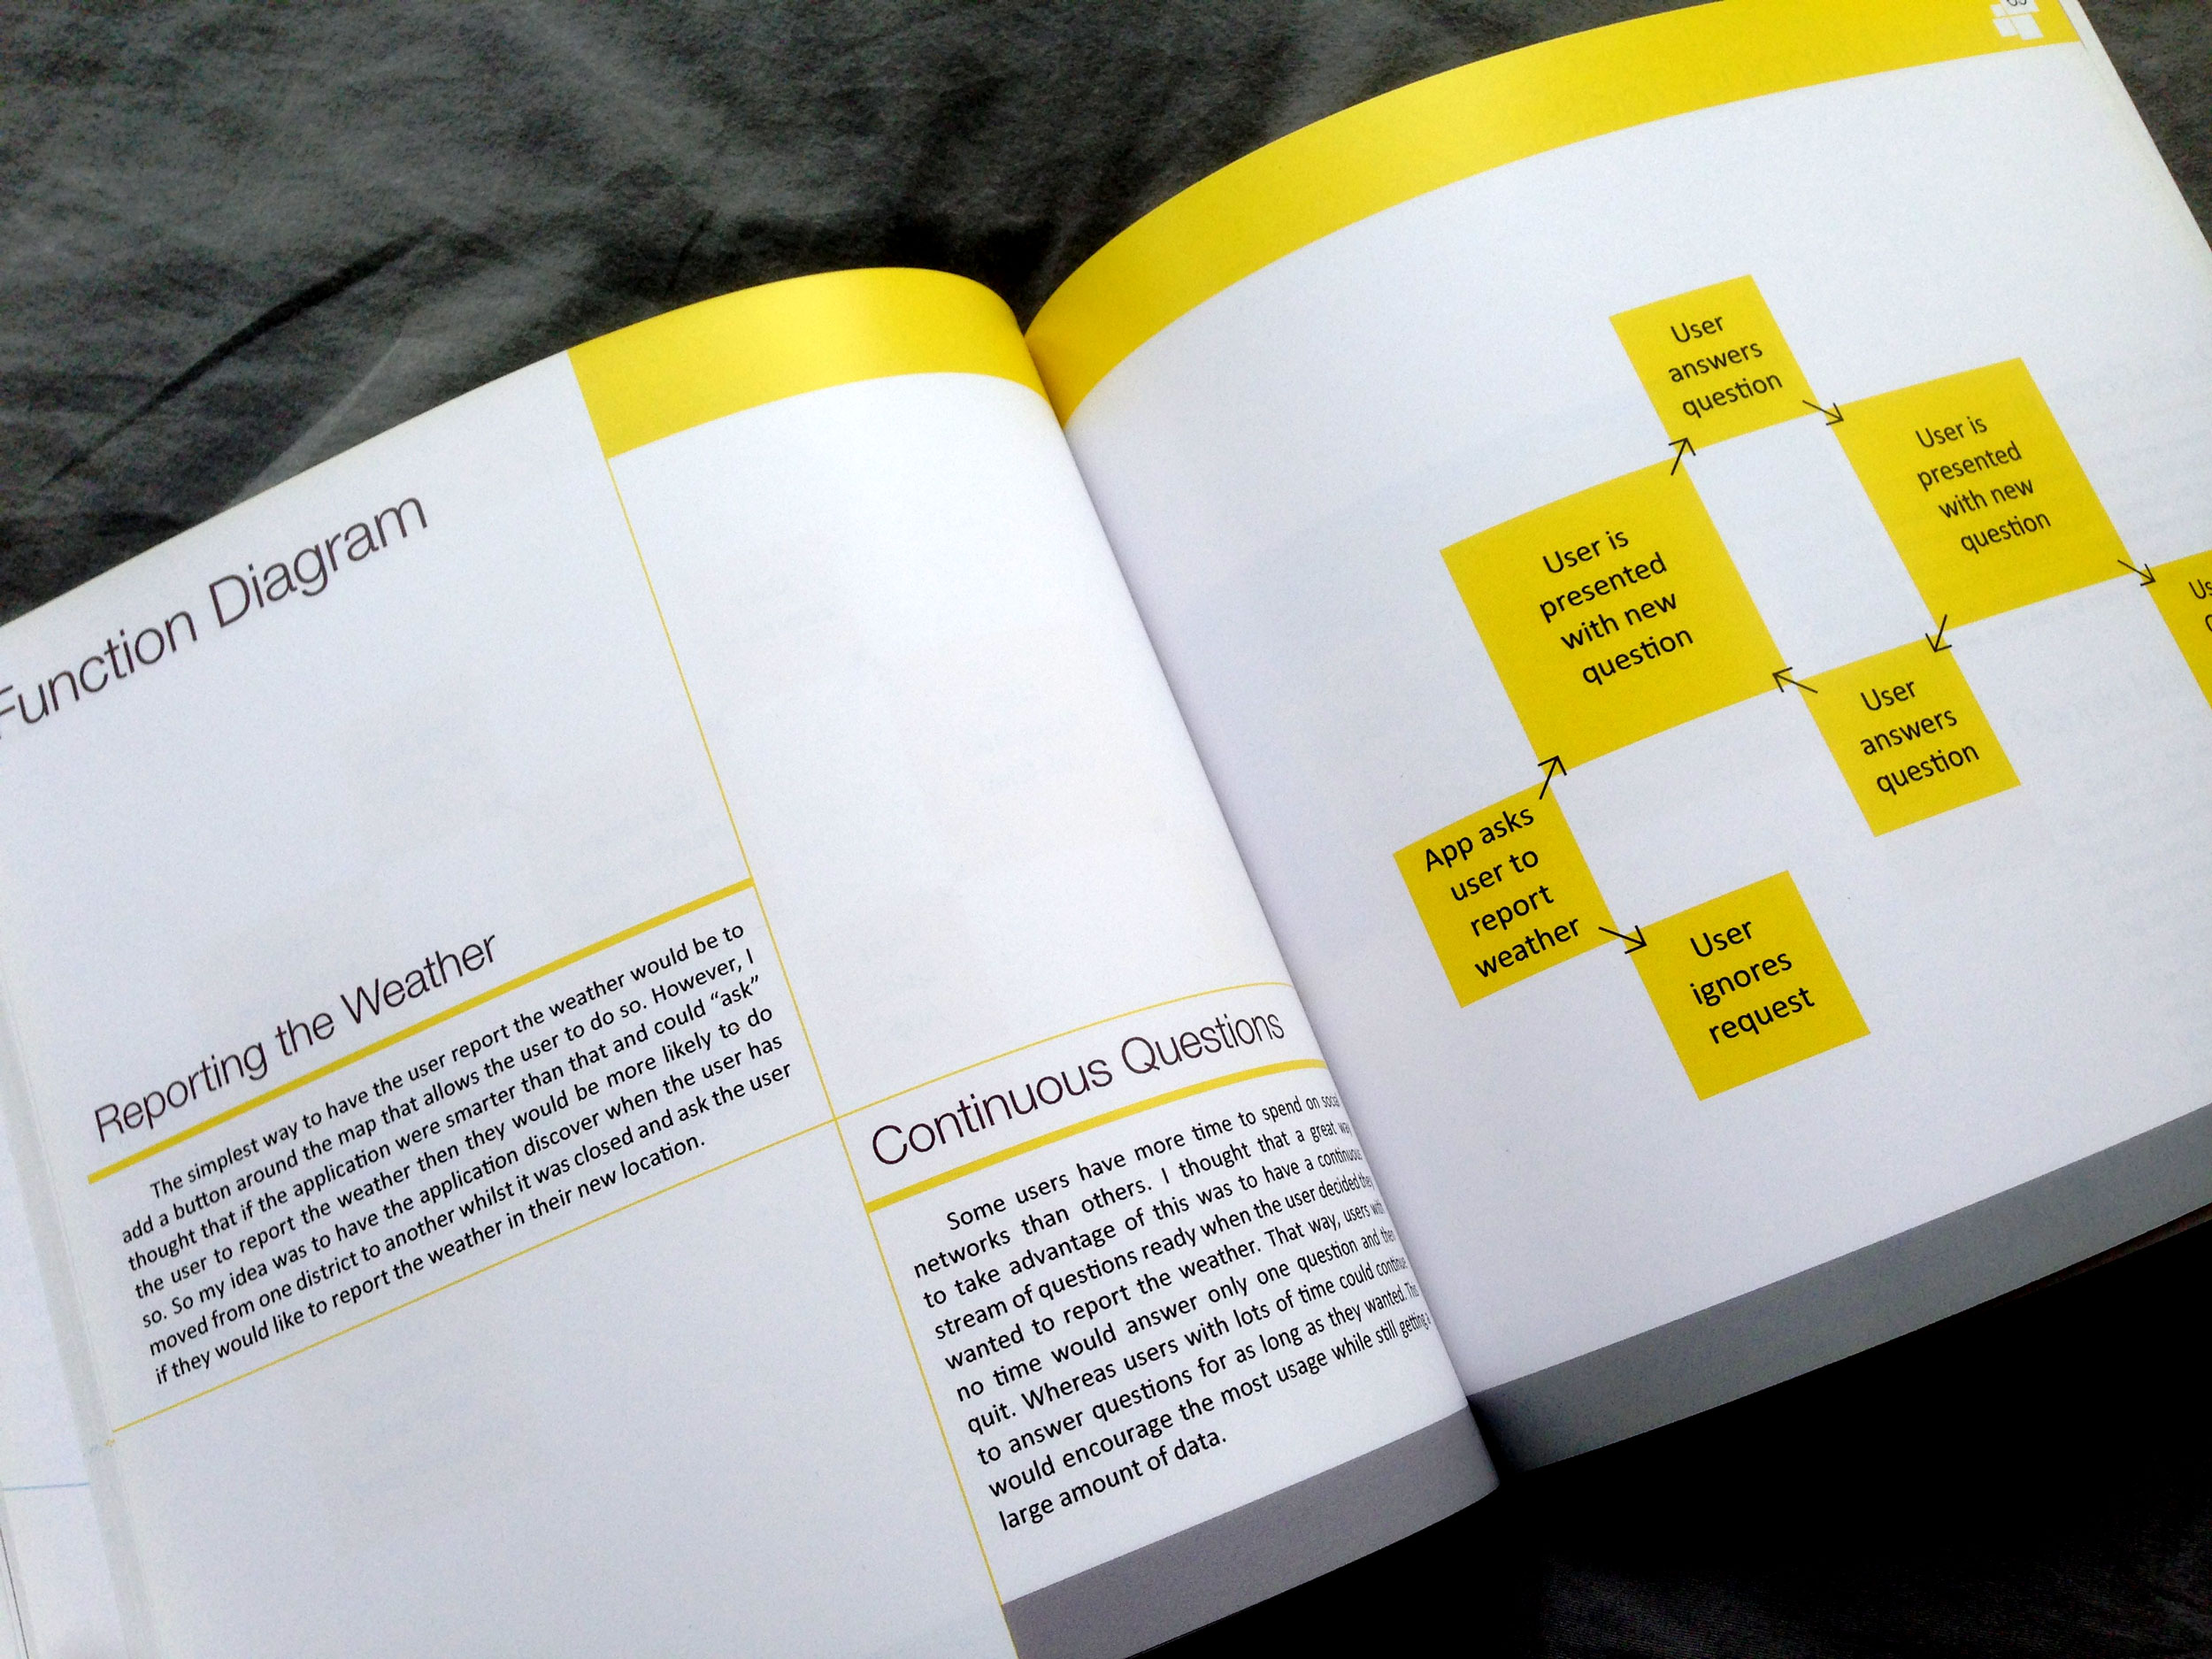 Function Diagram
Reporting the Weather
The simplest way to have the user report the weather would be to
add a button around the map that allows the user to do so. However, I
thought that if the application were smarter than that and could “ask”
the user to report the weather then they would be more likely to do
so. So my idea was to have the application discover when the user has
moved from one district to another whilst it was closed and ask the user
if they would like to report the weather in their new location.
Continuous Questions
Some users have more time to spend on social
networks than others. I thought that a great way
to take advantage of this was to have a continuous
stream of questions ready when the user decided they
wanted to report the weather. That way, users with
no time would answer only one question and then
quit. Whereas users with lots of time could continue
to answer questions for as long as they wanted. This
would encourage the most usage while still getting a
large amount of data.
User
answers
question
User is
presented
with new
question
User is
presented
with new
question
User
answers
question
App asks
user to
report
weather
User
ignores
request